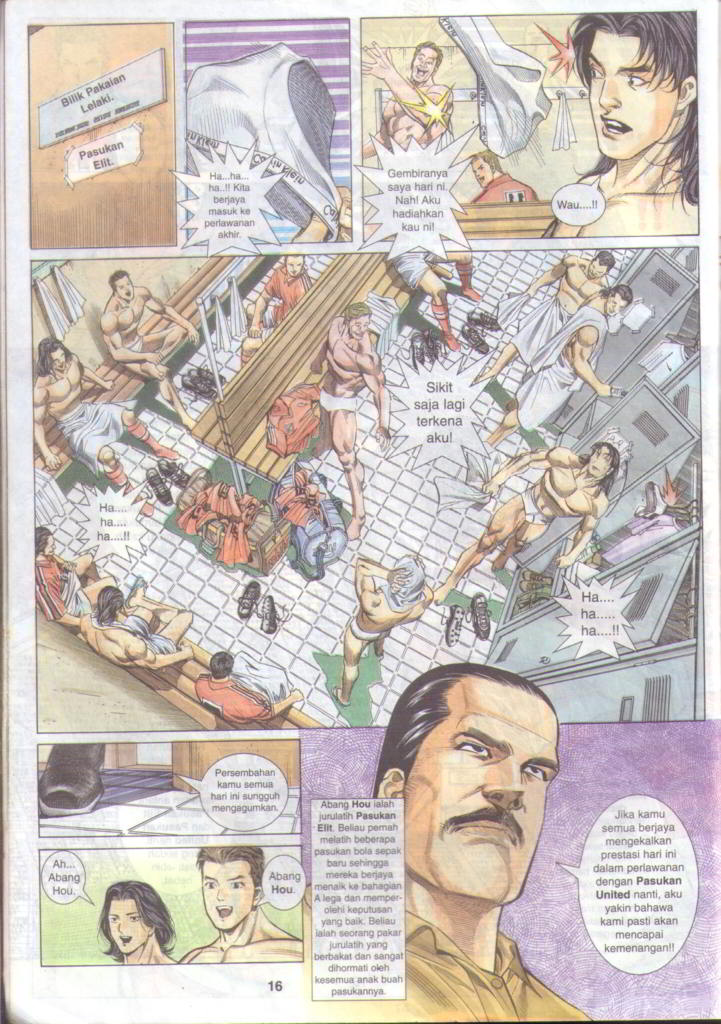 Bilik Pakaian
Lelaki.
Pasukan
Elit.
Ha...ha...
ha..!! Kita
berjaya
masuk ke
perlawanan
akhir.
Gembiranya
saya hari ni.
Nah! Aku
hadiahkan
kau ni!
Wau....!!
Sikit
saja lagi
terkena
aku!
Ha....
ha....
ha....!!
Ha....
ha.....
ha....!!
Persembahan
kamu semua
hari ini sungguh
mengagumkan.
Ah...
Abang
Hou.
Abang
Hou.
Abang Hou ialah
jurulatih Pasukan
Elit. Beliau pernah
melatih beberapa
pasukan bola sepak
baru sehingga
mereka berjaya
menaik ke bahagian
A lega dan memper-
olehi keputusan
yang baik. Beliau
ialah seorang pakar
jurulatih yang
berbakat dan sangat
dihormati oleh
kesemua anak buah
pasukannya.
Jika kamu
semua berjaya
mengekalkan
prestasi hari ini
dalam perlawanan
dengan Pasukan
United nanti, aku
yakin bahawa
kamu pasti akan
mencapai
kemenangan!!
16